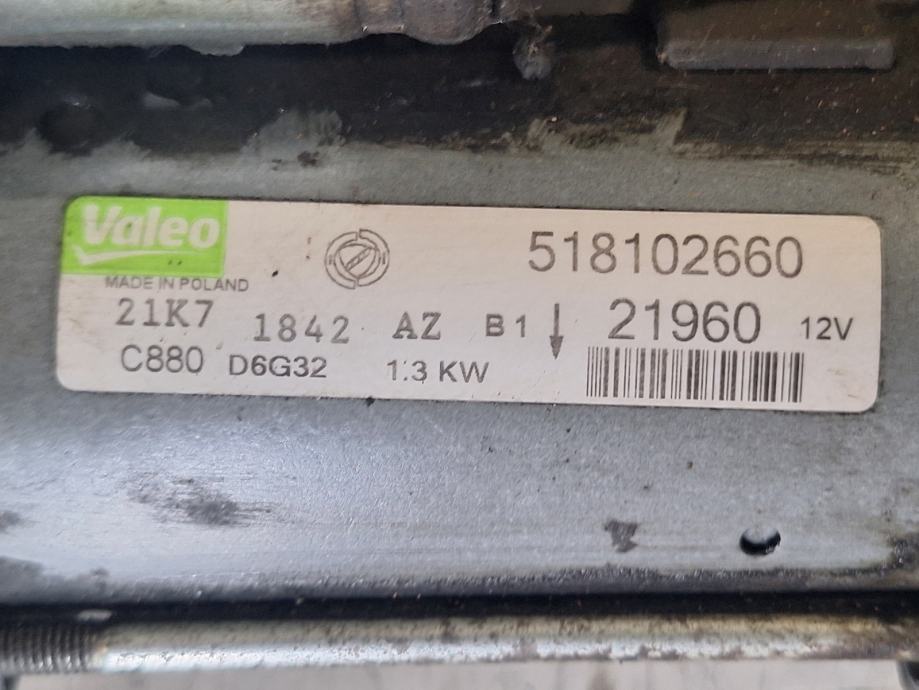 Valeo
518102660
MADE IN POLAND
21K7 1842 AZ B1 21960 12V
C880 D6G32 1.3 KW